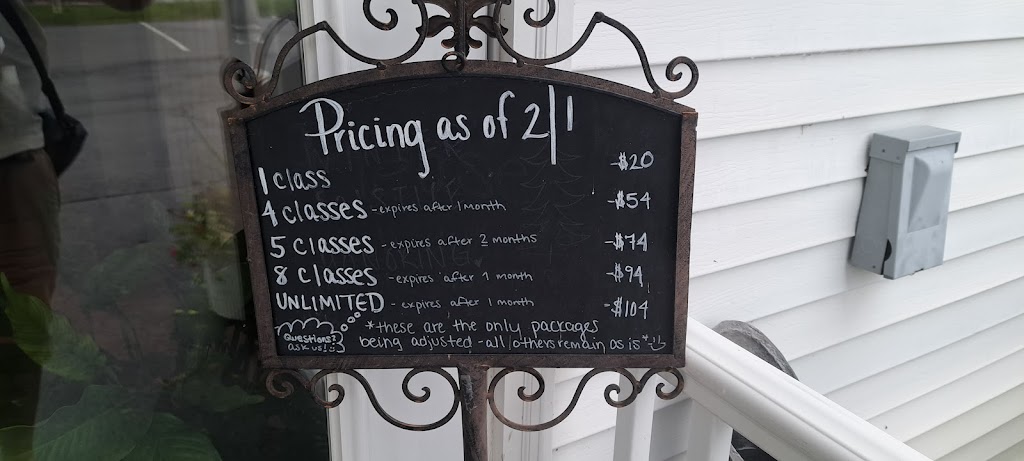 Pricing as of 2/1
1 class -$20
4 classes - expires after 1 month -$54
5 classes - expires after 2 months -$74
8 classes - expires after 1 month -$94
UNLIMITED - expires after 1 month -$104
*these are the only packages
being adjusted - all others remain as is*
Questions?
ask us!